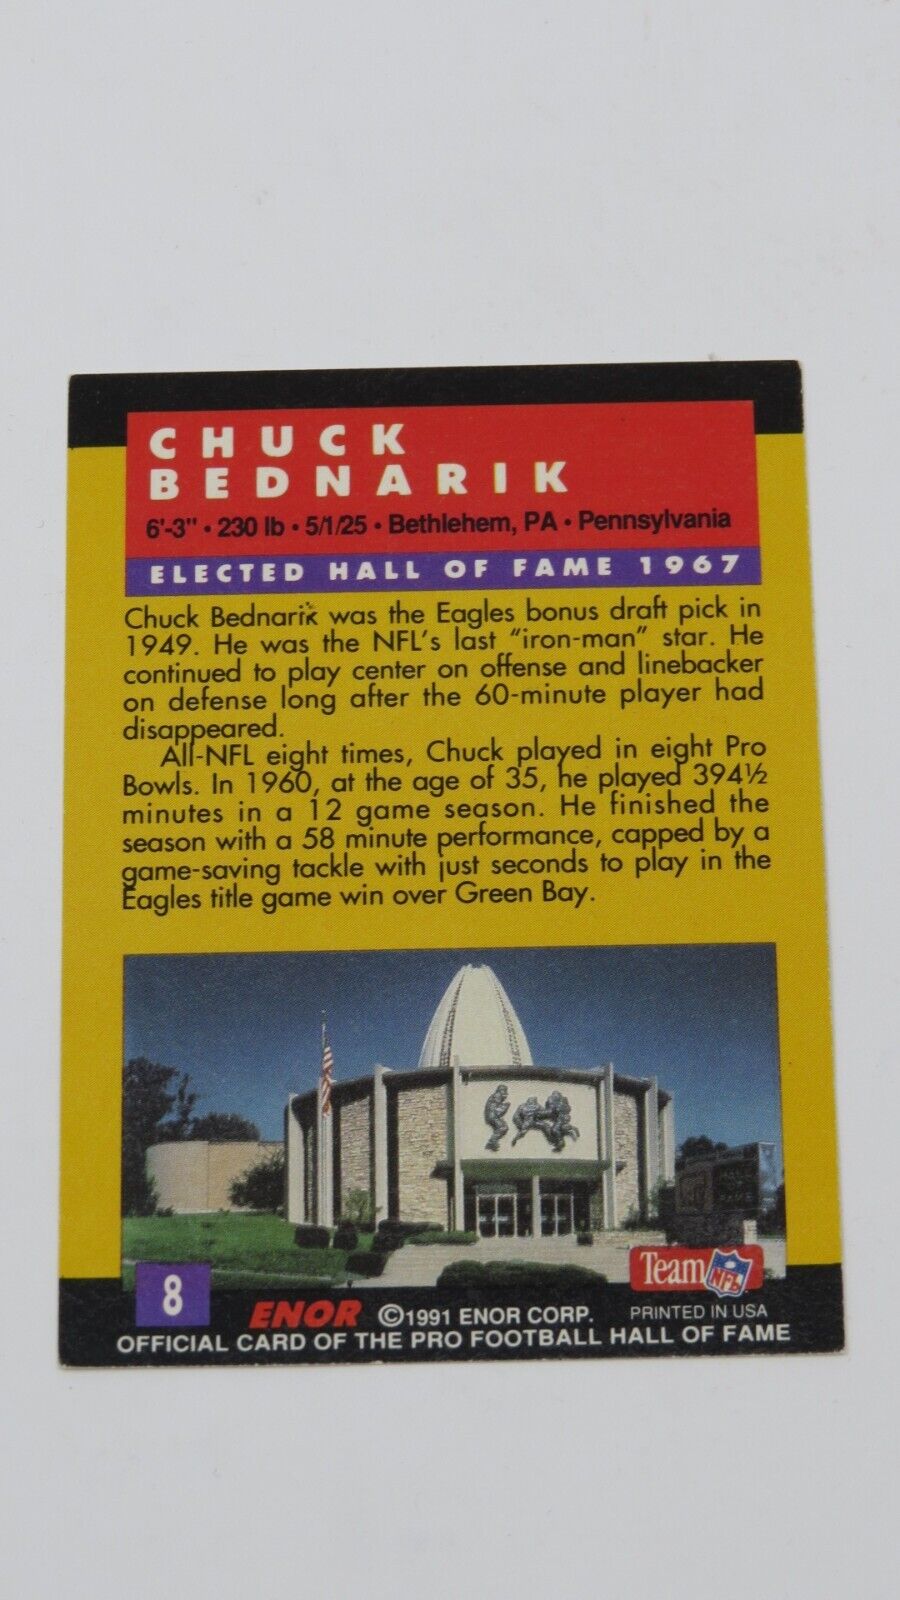 CHUCK
BEDNARIK
6'-3" • 230 lb • 5/1/25 • Bethlehem, PA • Pennsylvania
ELECTED HALL OF FAME 1967
Chuck Bednarik was the Eagles bonus draft pick in
1949. He was the NFL's last "iron-man" star. He
continued to play center on offense and linebacker
on defense long after the 60-minute player had
disappeared.
All-NFL eight times, Chuck played in eight Pro
Bowls. In 1960, at the age of 35, he played 394½
minutes in a 12 game season. He finished the
season with a 58 minute performance, capped by a
game-saving tackle with just seconds to play in the
Eagles title game win over Green Bay.
Team NFL
8
ENOR ©1991 ENOR CORP. PRINTED IN USA
OFFICIAL CARD OF THE PRO FOOTBALL HALL OF FAME